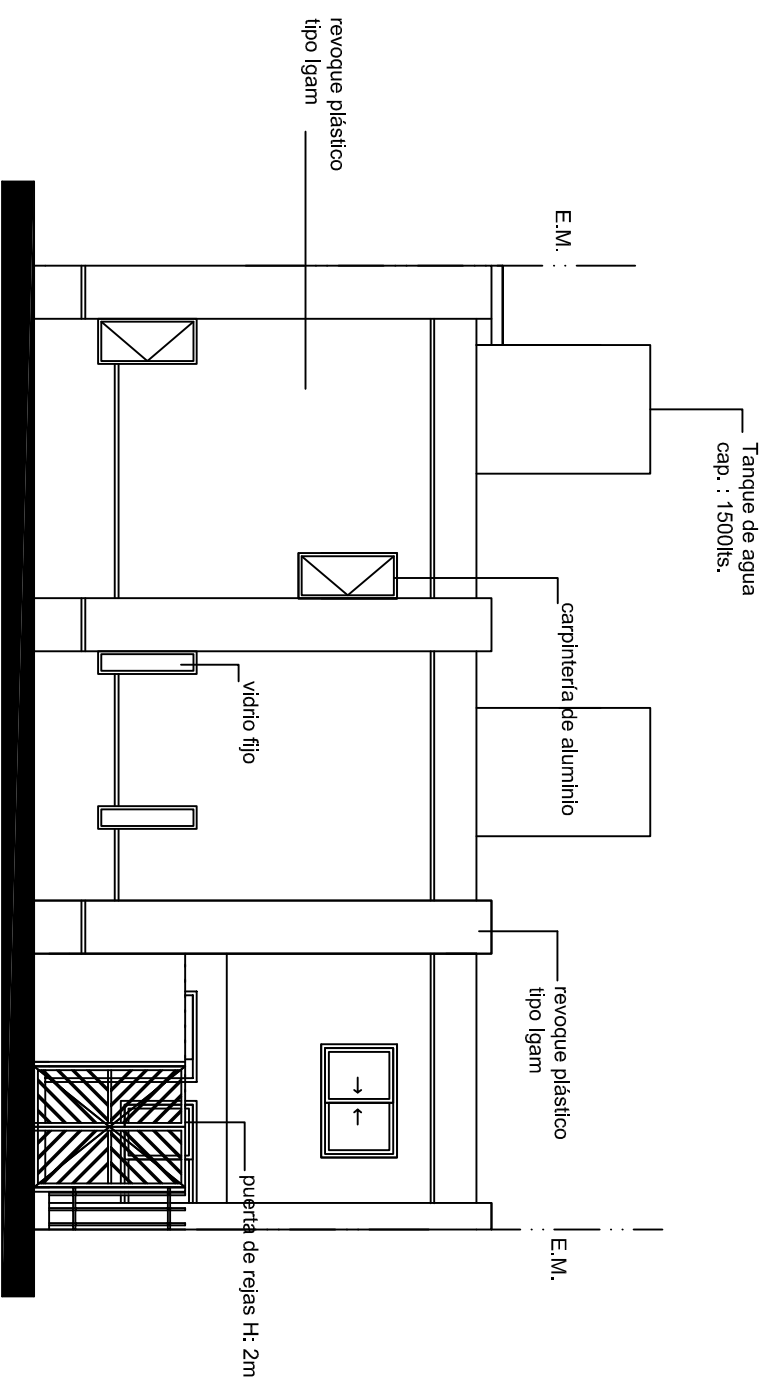 Tanque de agua
cap. : 1500lts.
E.M.
revoque plástico
tipo Igam
carpintería de aluminio
vidrio fijo
revoque plástico
tipo Igam
E.M.
puerta de rejas H: 2m